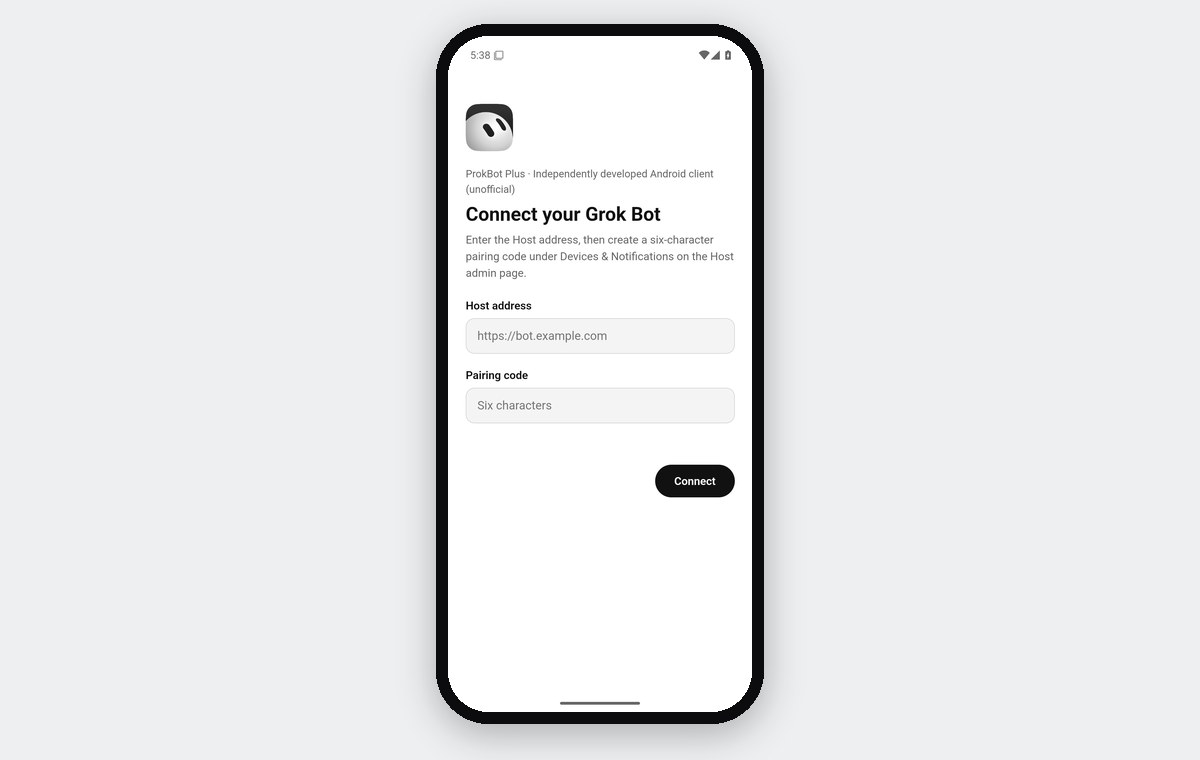 5:38
ProkBot Plus · Independently developed Android client
(unofficial)
Connect your Grok Bot
Enter the Host address, then create a six-character
pairing code under Devices & Notifications on the Host
admin page.
Host address
https://bot.example.com
Pairing code
Six characters
Connect